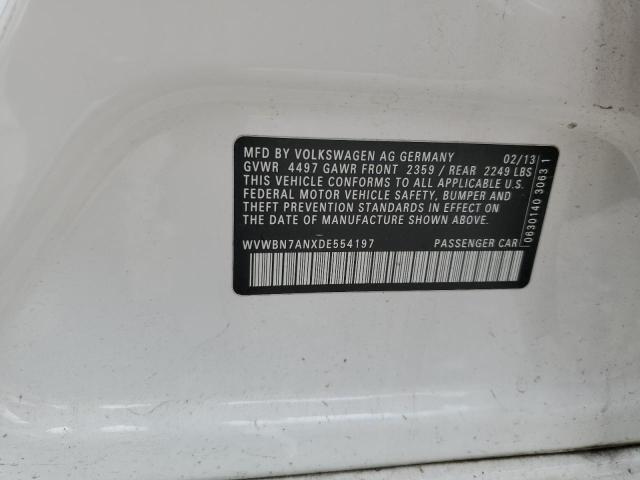 MFD BY VOLKSWAGEN AG GERMANY 02/13
GVWR 4497 GAWR FRONT 2359 / REAR 2249 LBS
THIS VEHICLE CONFORMS TO ALL APPLICABLE U.S.
FEDERAL MOTOR VEHICLE SAFETY, BUMPER AND
THEFT PREVENTION STANDARDS IN EFFECT ON
THE DATE OF MANUFACTURE SHOWN ABOVE.
WVWBN7ANXDE554197 PASSENGER CAR
0630140 30631